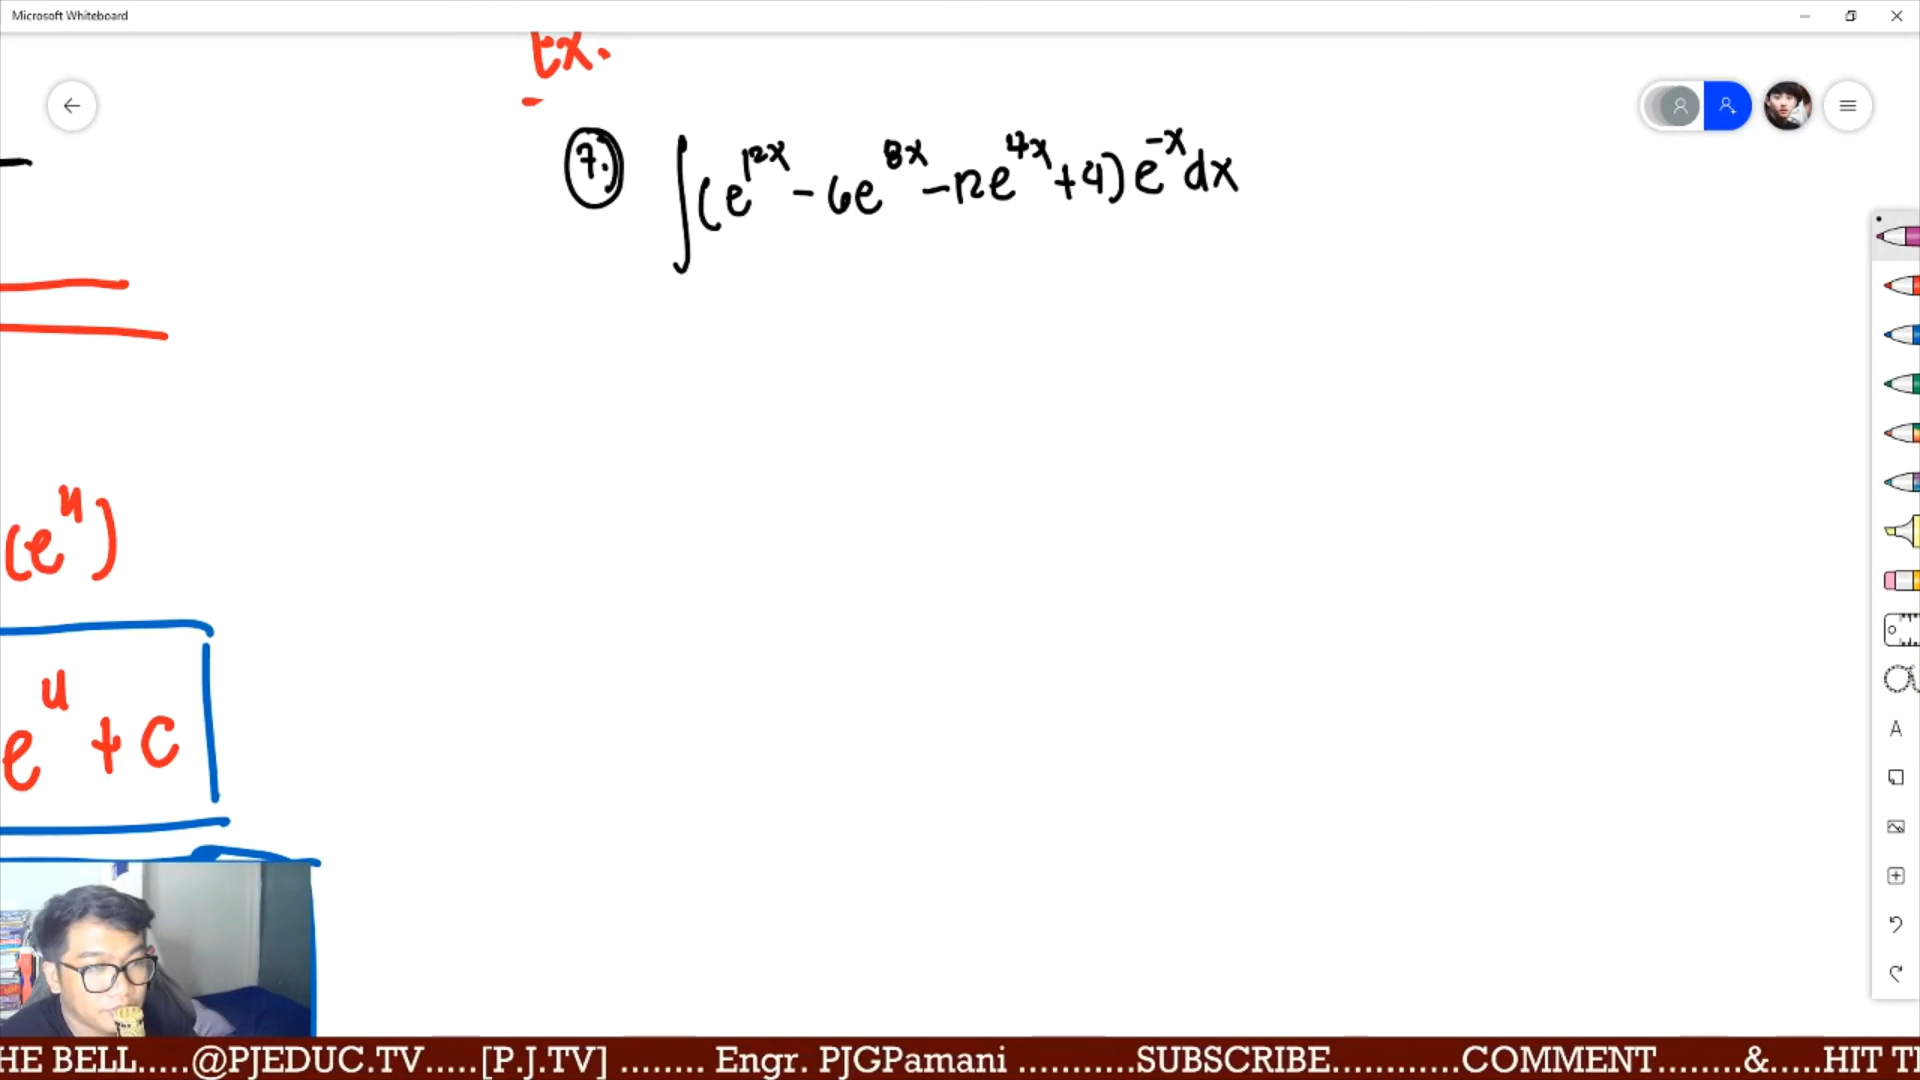 Microsoft Whiteboard
Ex.
7. ∫(e^12x - 6e^8x - 12e^4x + 4) e^-x dx
(e^u)
e^u + c
A
HE BELL.....@PJEDUC.TV.....[P.J.TV] ........ Engr. PJGPamani ...........SUBSCRIBE............COMMENT........&.....HIT T